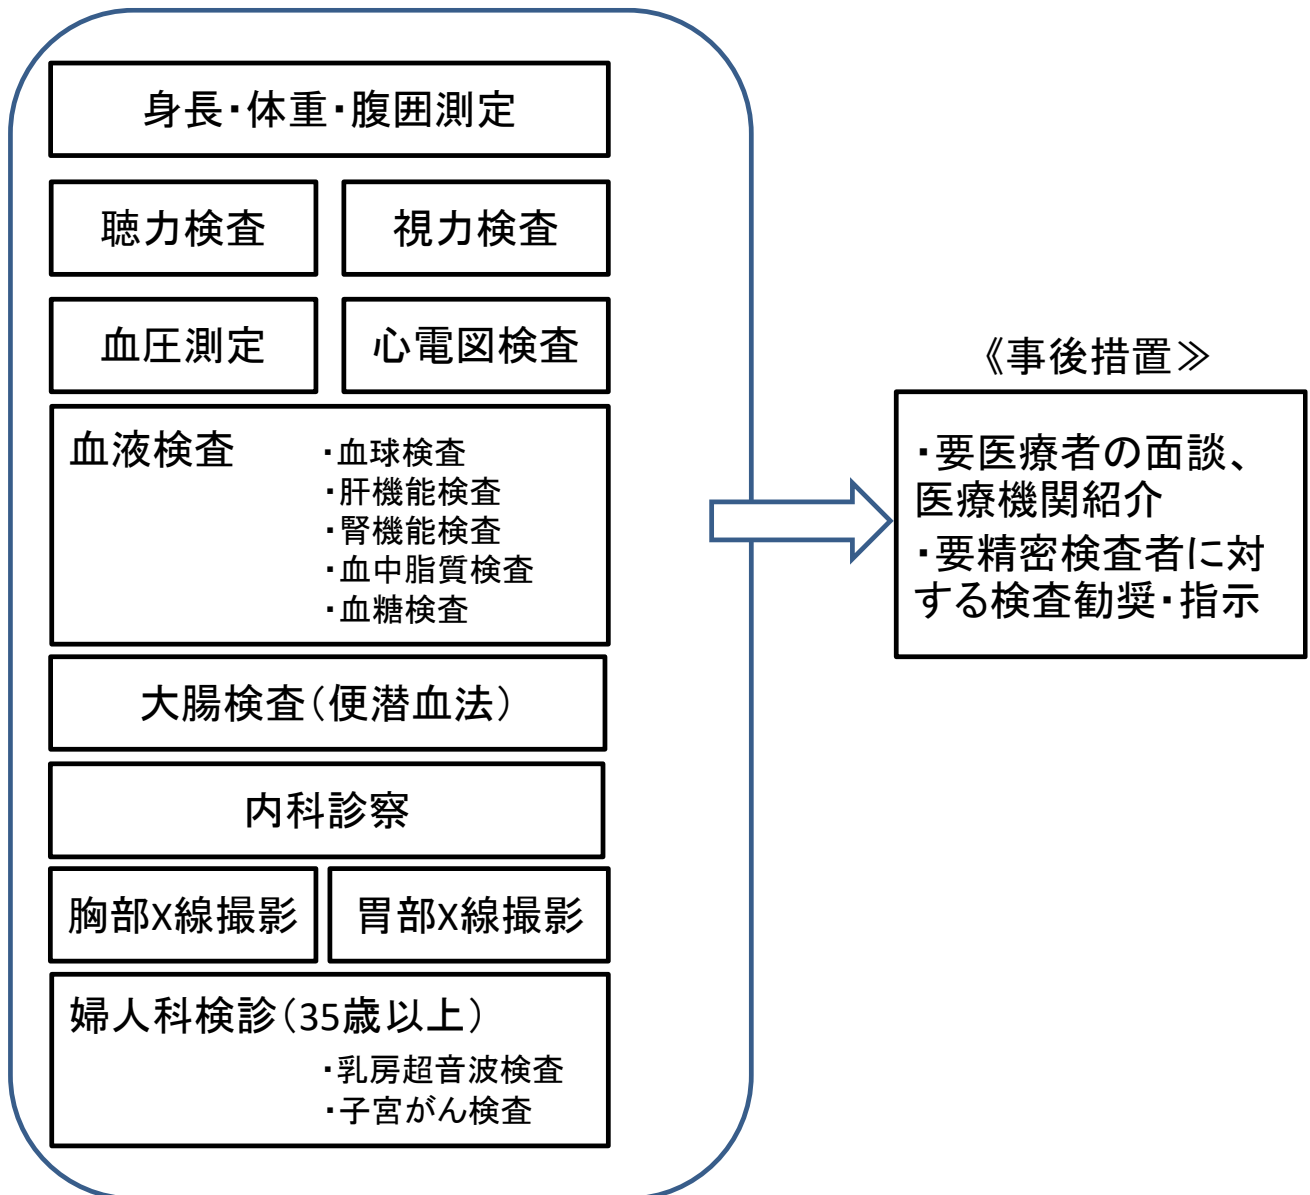 身長・体重・腹囲測定
聴力検査
視力検査
血圧測定
心電図検査
血液検査
・血球検査
・肝機能検査
・腎機能検査
・血中脂質検査
・血糖検査
大腸検査(便潜血法)
内科診察
胸部X線撮影
胃部X線撮影
婦人科検診(35歳以上)
・乳房超音波検査
・子宮がん検査
《事後措置≫
・要医療者の面談、
医療機関紹介
・要精密検査者に対
する検査勧奨・指示